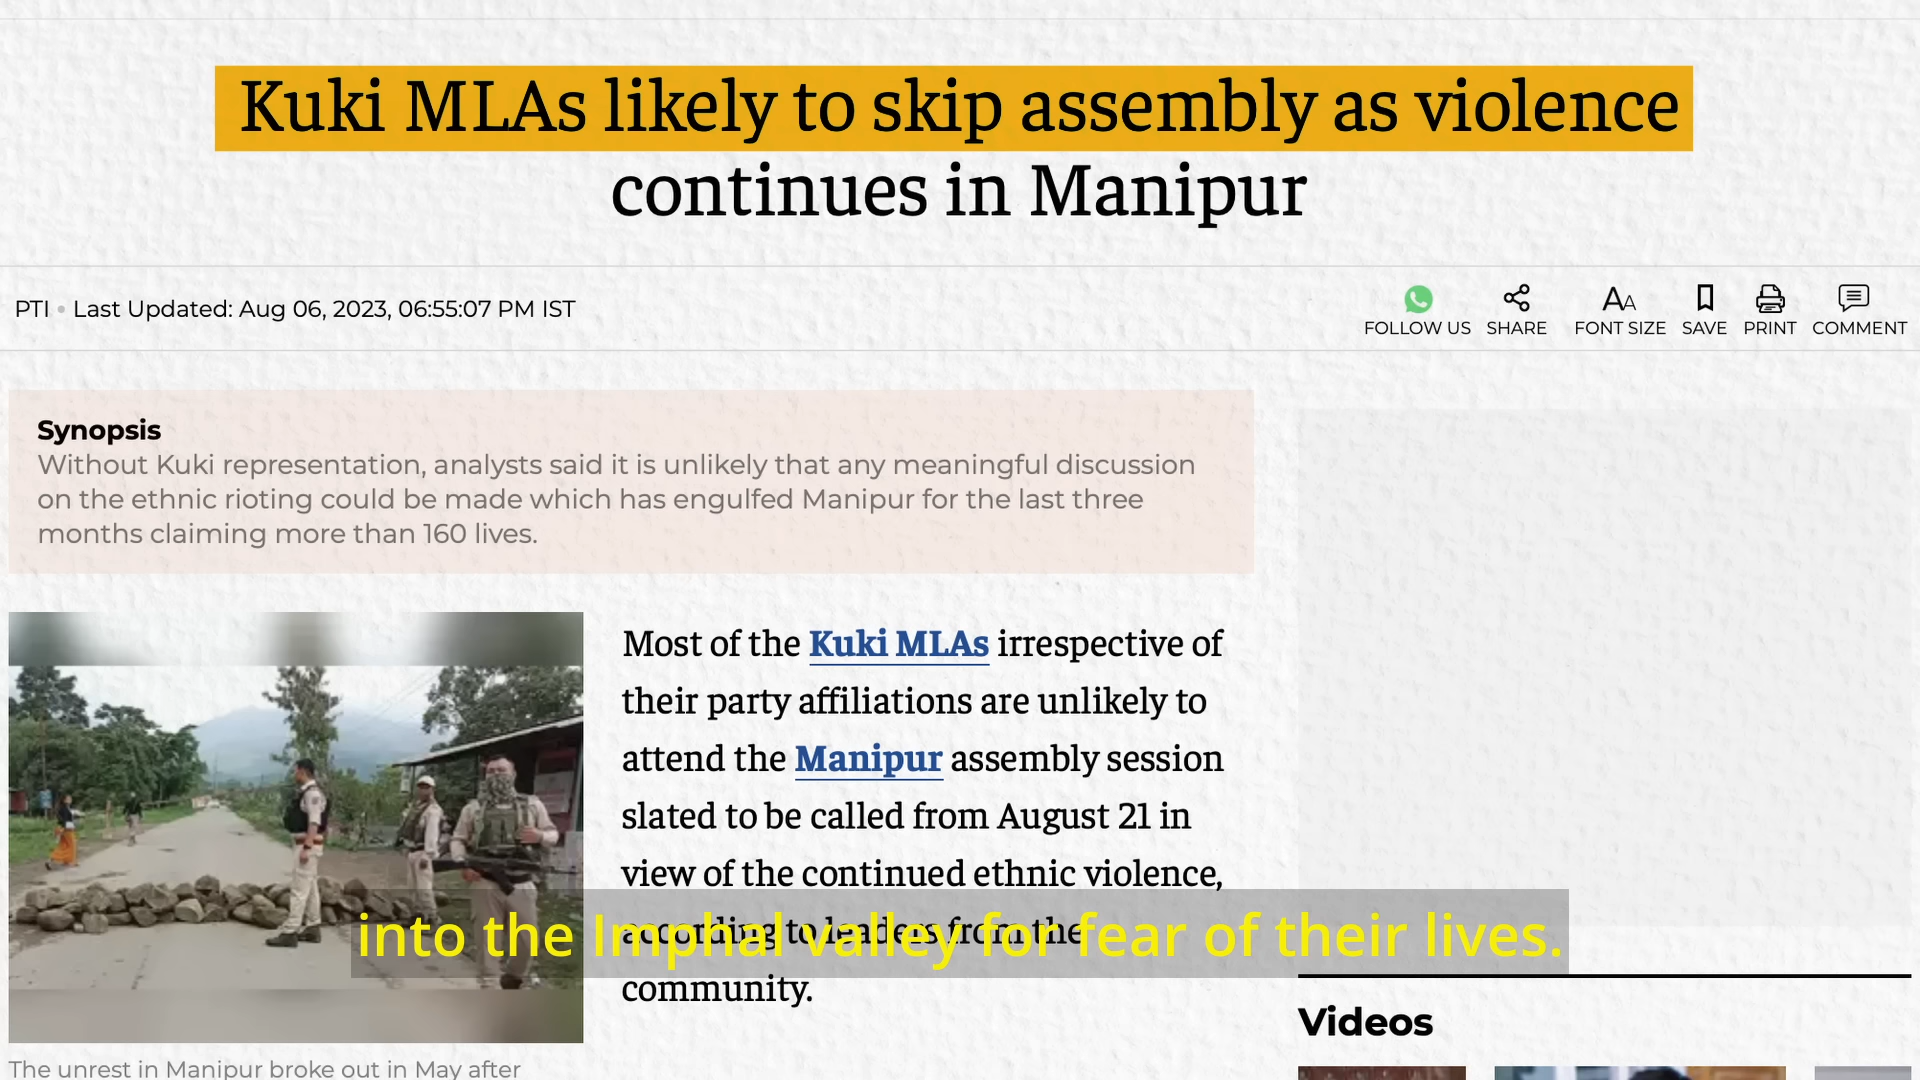 Kuki MLAs likely to skip assembly as violence
continues in Manipur
PTI • Last Updated: Aug 06, 2023, 06:55:07 PM IST
FOLLOW US SHARE FONT SIZE SAVE PRINT COMMENT
Synopsis
Without Kuki representation, analysts said it is unlikely that any meaningful discussion
on the ethnic rioting could be made which has engulfed Manipur for the last three
months claiming more than 160 lives.
Most of the Kuki MLAs irrespective of
their party affiliations are unlikely to
attend the Manipur assembly session
slated to be called from August 21 in
view of the continued ethnic violence,
according to leaders from the
community.
into the Imphal valley for fear of their lives.
The unrest in Manipur broke out in May after
Videos